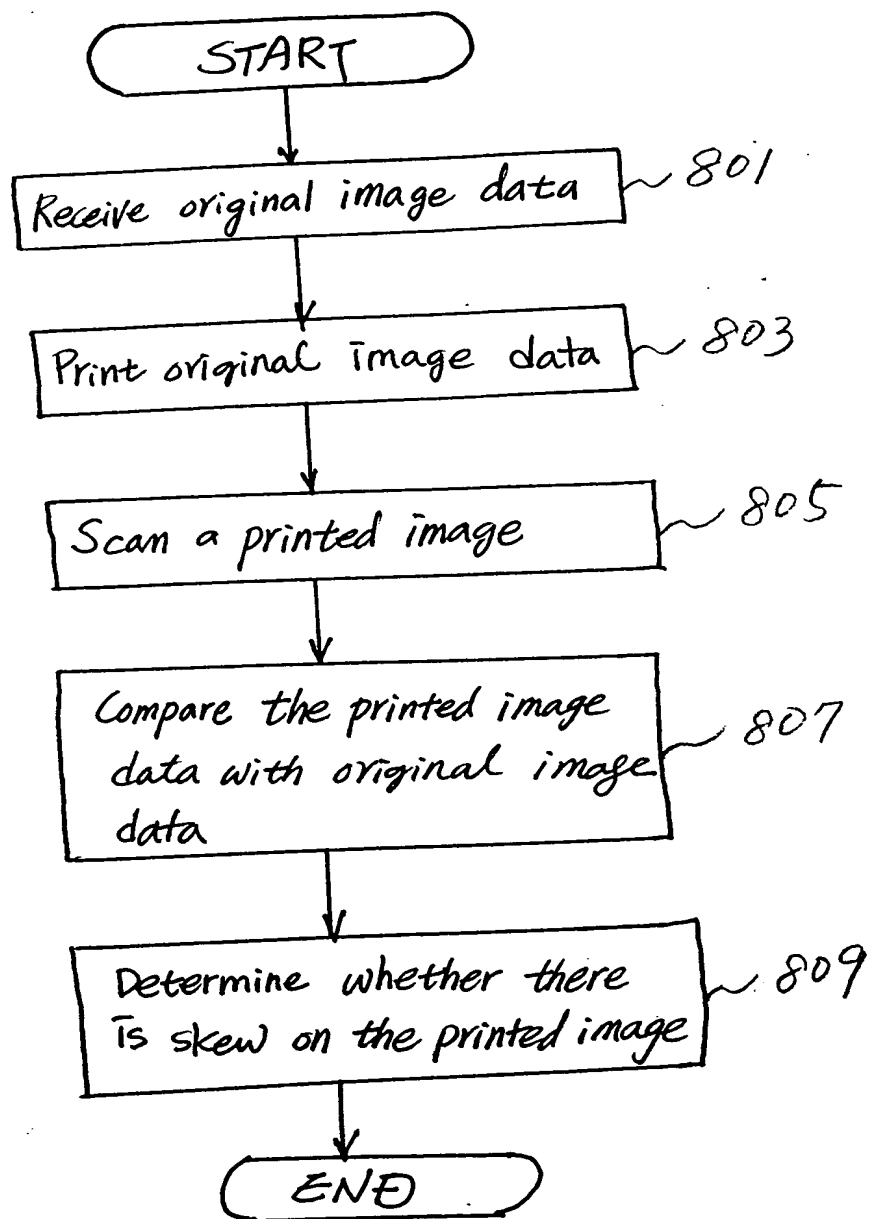 START
Receive original image data 801
Print original image data 803
Scan a printed image 805
Compare the printed image
data with original image 807
data
Determine whether there 809
is skew on the printed image
END